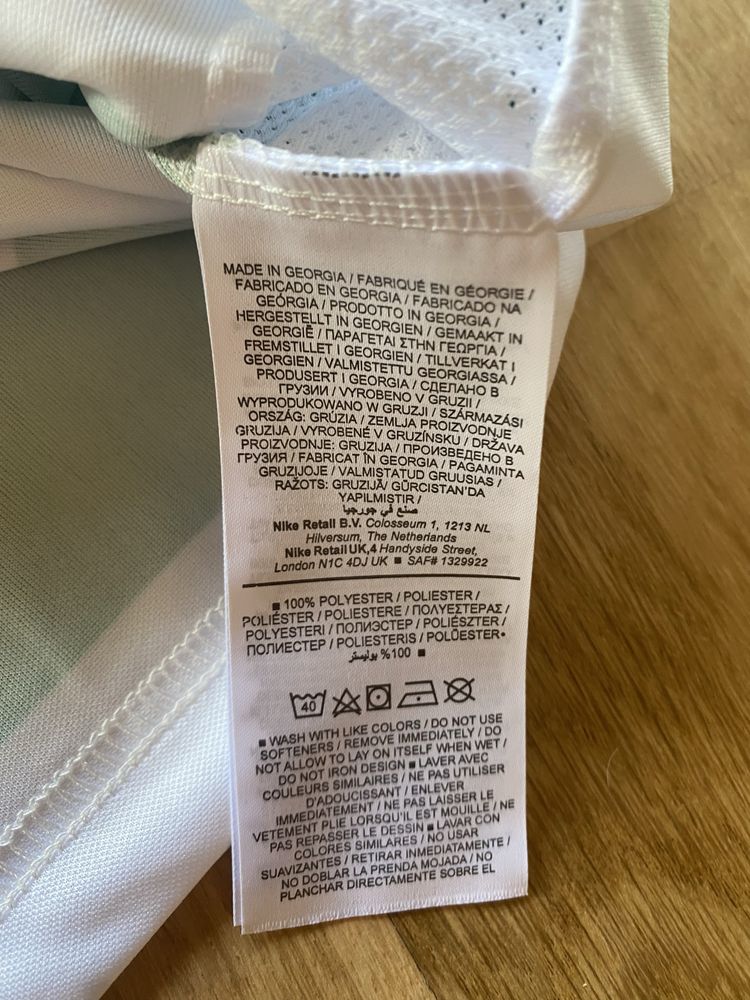 MADE IN GEORGIA / FABRIQUÉ EN GÉORGIE /
FABRICADO EN GEORGIA / FABRICADO NA
GEÓRGIA / PRODOTTO IN GEORGIA /
HERGESTELLT IN GEORGIEN / GEMAAKT IN
GEORGIË / ΠΑΡΑΓΕΤΑΙ ΣΤΗΝ ΓΕΩΡΓΙΑ /
FREMSTILLET I GEORGIEN / TILLVERKAT I
GEORGIEN / VALMISTETTU GEORGIASSA /
PRODUSERT I GEORGIA / СДЕЛАНО В
ГРУЗИИ / VYROBENO V GRUZII /
WYPRODUKOWANO W GRUZJI / SZÁRMAZÁSI
ORSZÁG: GRÚZIA / ZEMLJA PROIZVODNJE
GRUZIJA / VYROBENÉ V GRUZÍNSKU / DRŽAVA
PROIZVODNJE: GRUZIJA / ПРОИЗВЕДЕНО В
ГРУЗИЯ / FABRICAT ÎN GEORGIA / PAGAMINTA
GRUZIJOJE / VALMISTATUD GRUUSIAS /
RAŽOTS: GRUZIJĀ/ GÜRCISTAN'DA
YAPILMIŞTIR /
صنع في جورجيا
Nike Retail B.V. Colosseum 1, 1213 NL
Hilversum, The Netherlands
Nike Retail UK,4 Handyside Street,
London N1C 4DJ UK ■ SAF# 1329922
■ 100% POLYESTER / POLIESTER /
POLIÉSTER / POLIESTERE / ΠΟΛΥΕΣΤΕΡΑΣ /
POLYESTERI / ПОЛИЭСТЕР / POLIÉSZTER /
ПОЛИЕСТЕР / POLIESTERIS / POLÜESTER•
100% بوليستر ■
40
■ WASH WITH LIKE COLORS / DO NOT USE
SOFTENERS / REMOVE IMMEDIATELY / DO
NOT ALLOW TO LAY ON ITSELF WHEN WET /
DO NOT IRON DESIGN ■ LAVER AVEC
COULEURS SIMILAIRES / NE PAS UTILISER
D'ADOUCISSANT / ENLEVER
IMMEDIATEMENT / NE PAS LAISSER LE
VETEMENT PLIE LORSQU'IL EST MOUILLE / NE
PAS REPASSER LE DESSIN ■ LAVAR CON
COLORES SIMILARES / NO USAR
SUAVIZANTES / RETIRAR INMEDIATAMENTE /
NO DOBLAR LA PRENDA MOJADA / NO
PLANCHAR DIRECTAMENTE SOBRE EL